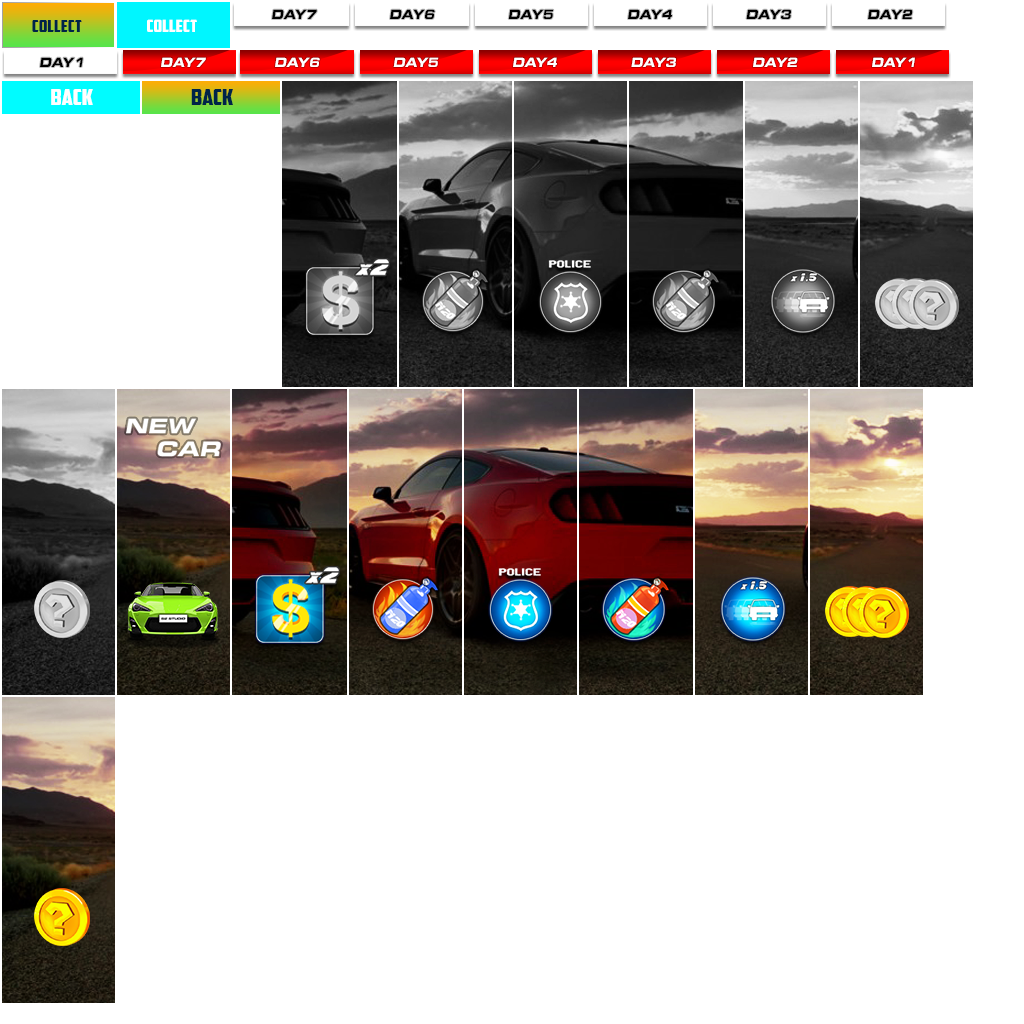 COLLECT
COLLECT
DAY7
DAY6
DAY5
DAY4
DAY3
DAY2
DAY1
DAY7
DAY6
DAY5
DAY4
DAY3
DAY2
DAY1
BACK
BACK
x2
POLICE
x 1.5
$
?
NEW
CAR
x2
POLICE
x 1.5
$
?
?
?